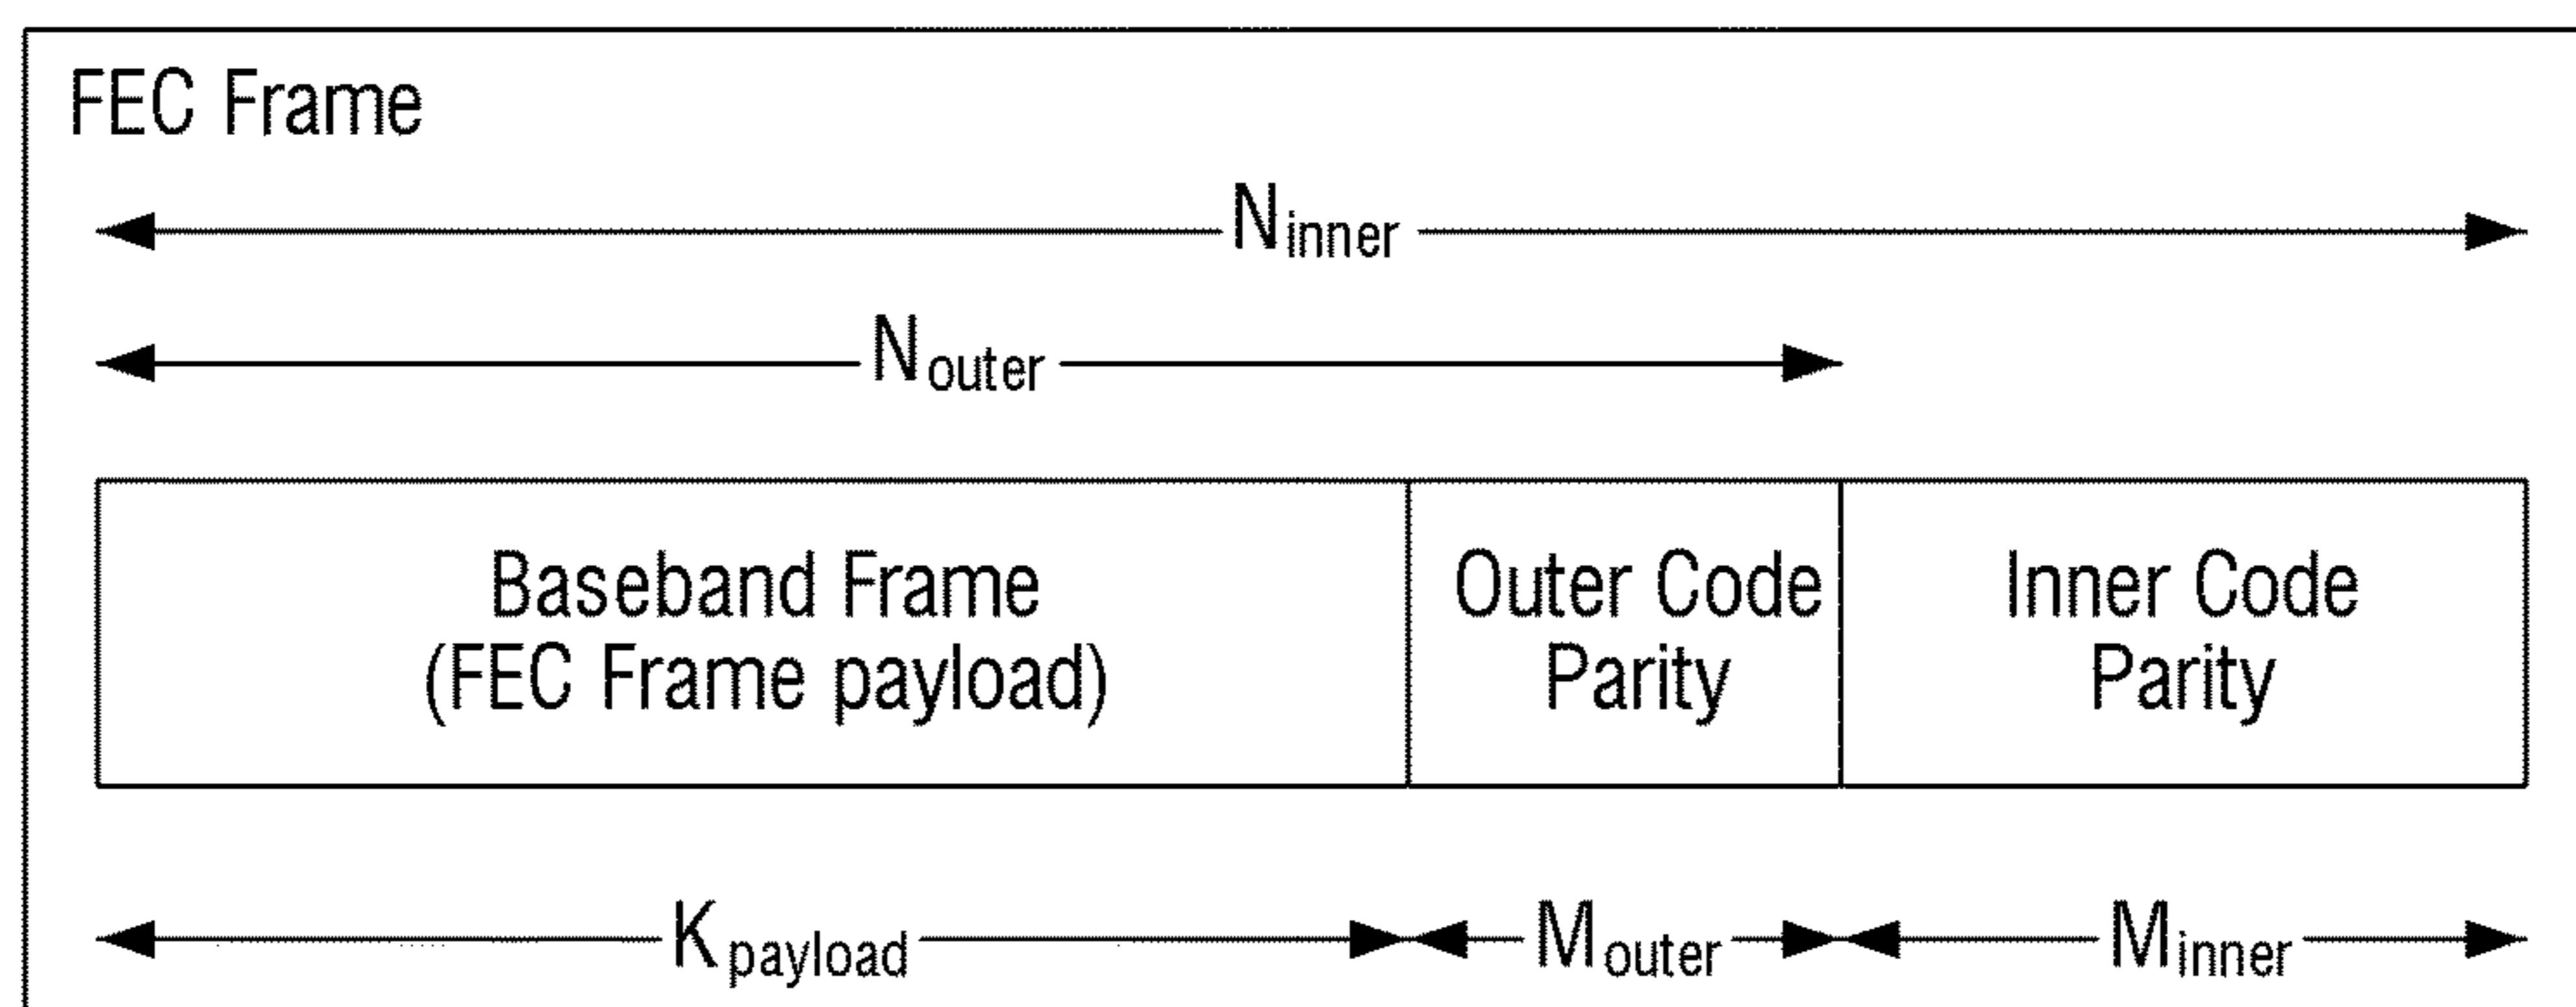 FEC Frame
Ninner
Nouter
Baseband Frame
(FEC Frame payload)
Outer Code
Parity
Inner Code
Parity
Kpayload
Mouter
Minner